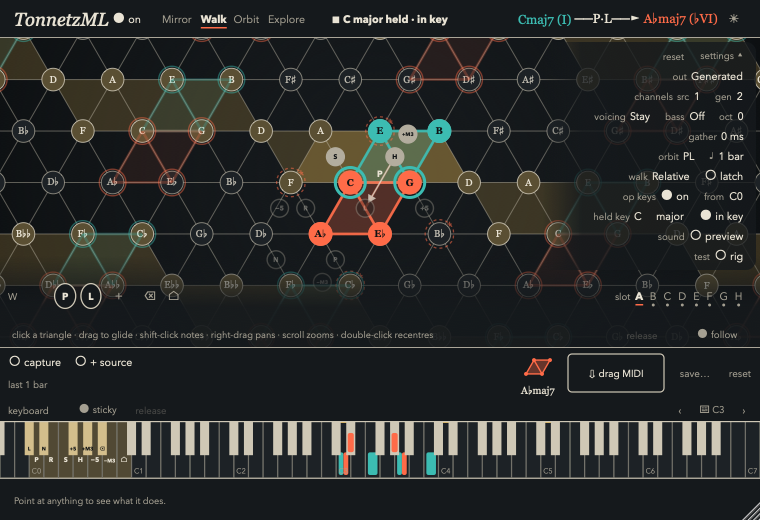 TonnetzML on Mirror Walk Orbit Explore ■ C major held · in key Cmaj7 (I) P·L A♭maj7 (♭VI)
reset settings
D A E B F♯ C♯ G♯ D♯
out Generated
channels src 1 gen 2
B♭ F C G D A E +M3 B F♯ C♯
voicing Stay bass Off oct 0
gather 0 ms
S H
orbit PL ♩ 1 bar
P
G♭ D♭ A♭ E♭ B♭ F C G D A
walk Relative latch
op keys on from C0
−S R +S
held key C major in key
B♭♭ F♭ C♭ G♭ D♭ A♭ E♭ B♭ F C G D A
sound preview
N
test rig
D♭♭ A♭♭ E♭♭ B♭♭ F♭ C♭ G♭ D♭ A♭ E♭ B♭ F
−M3
W P L + slot A B C D E F G H
click a triangle · drag to glide · shift-click notes · right-drag pans · scroll zooms · double-click recentres release follow
capture + source
⇩ drag MIDI save... reset
last 1 bar
A♭maj7
keyboard sticky release ‹ C3 ›
L N +S +M3
P R S H −S −M3
C0 C1 C2 C4 C5 C6 C7
Point at anything to see what it does.